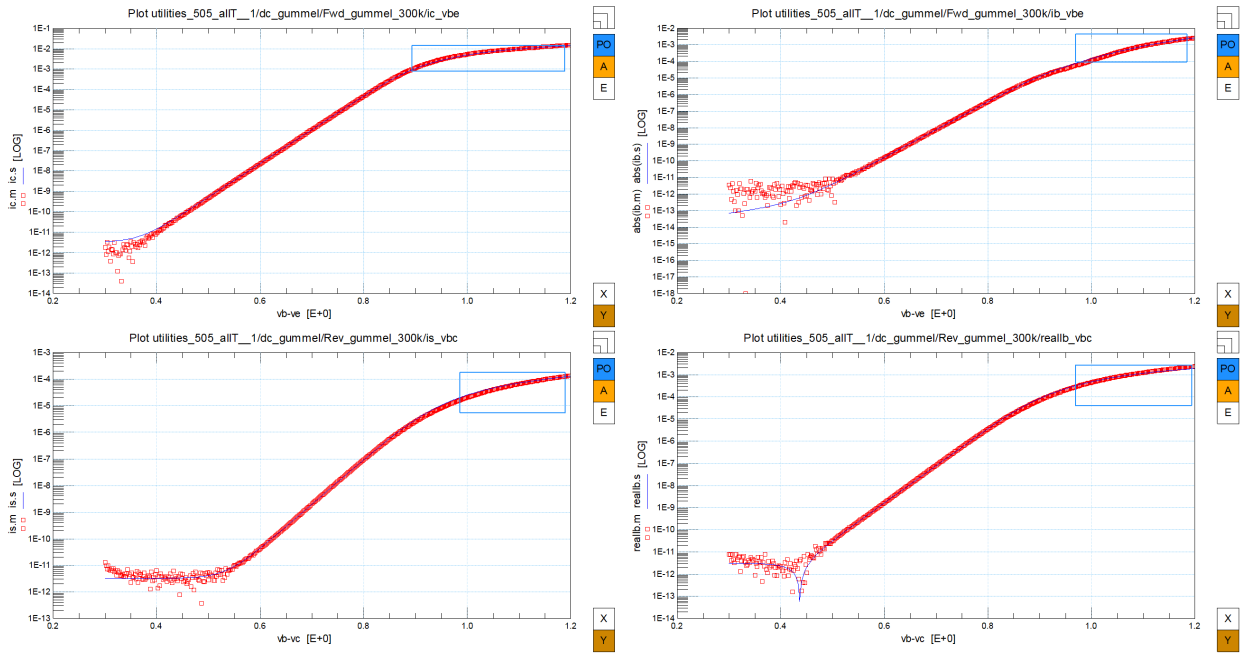 Plot utilities_505_allT__1/dc_gummel/Fwd_gummel_300k/ic_vbe
1E-1
1E-2
1E-3
1E-4
1E-5
1E-6
1E-7
1E-8
1E-9
1E-10
1E-11
1E-12
1E-13
1E-14
ic.m ic.s [LOG]
0.2 0.4 0.6 0.8 1.0 1.2
vb-ve [E+0]
PO
A
E
X
Y
Plot utilities_505_allT__1/dc_gummel/Fwd_gummel_300k/ib_vbe
1E-2
1E-3
1E-4
1E-5
1E-6
1E-7
1E-8
1E-9
1E-10
1E-11
1E-12
1E-13
1E-14
1E-15
1E-16
1E-17
1E-18
abs(ib.m) abs(ib.s) [LOG]
0.2 0.4 0.6 0.8 1.0 1.2
vb-ve [E+0]
PO
A
E
X
Y
Plot utilities_505_allT__1/dc_gummel/Rev_gummel_300k/is_vbc
1E-3
1E-4
1E-5
1E-6
1E-7
1E-8
1E-9
1E-10
1E-11
1E-12
1E-13
is.m is.s [LOG]
0.2 0.4 0.6 0.8 1.0 1.2
vb-vc [E+0]
PO
A
E
X
Y
Plot utilities_505_allT__1/dc_gummel/Rev_gummel_300k/realIb_vbc
1E-2
1E-3
1E-4
1E-5
1E-6
1E-7
1E-8
1E-9
1E-10
1E-11
1E-12
1E-13
1E-14
realIb.m realIb.s [LOG]
0.2 0.4 0.6 0.8 1.0 1.2
vb-vc [E+0]
PO
A
E
X
Y